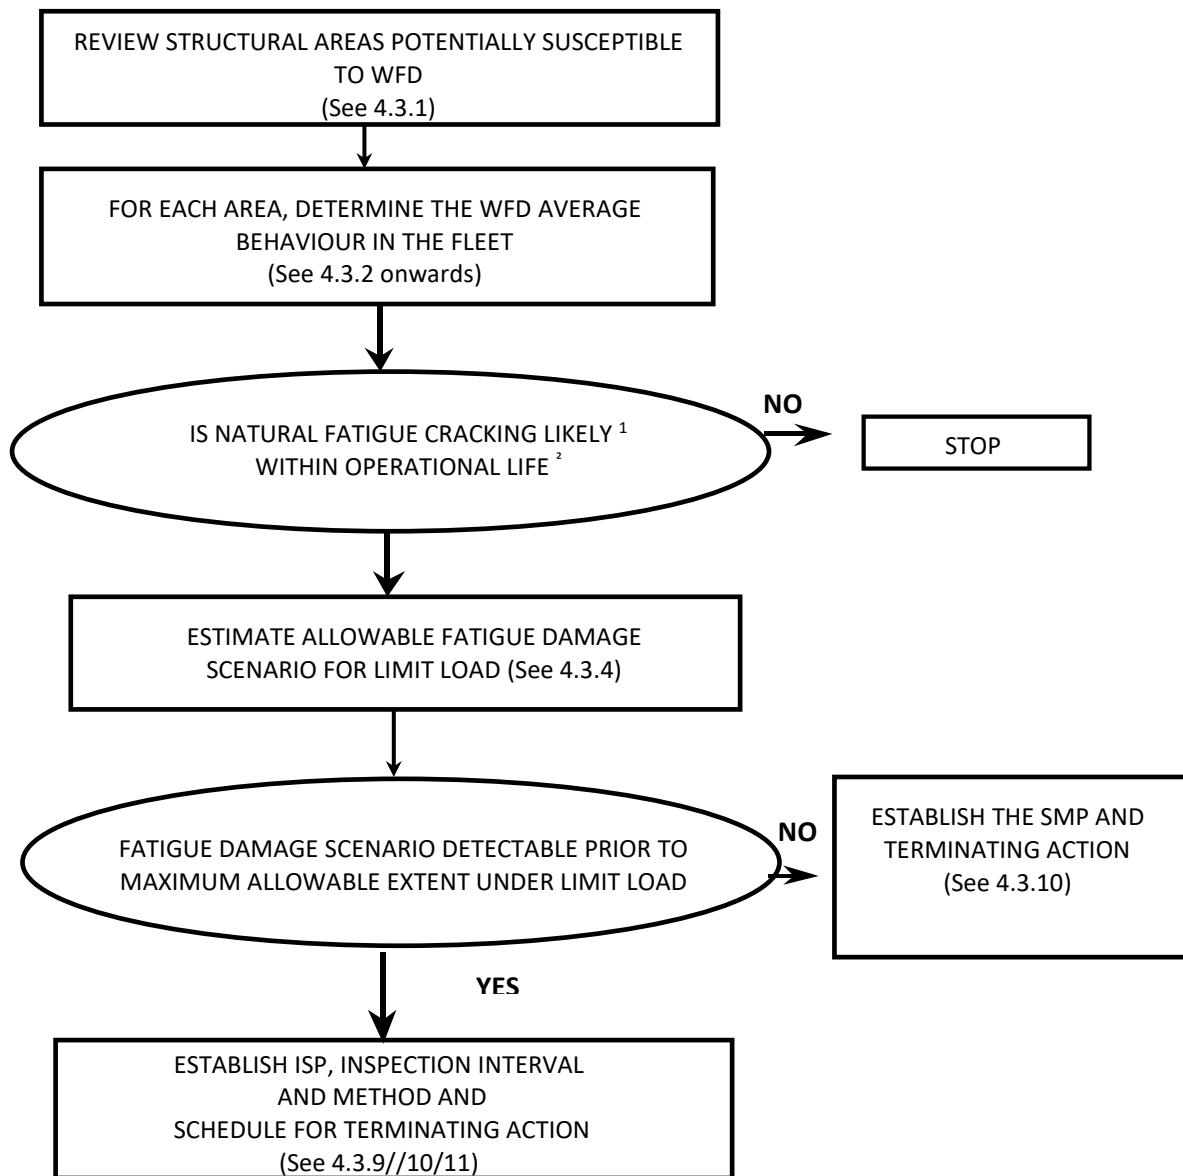 REVIEW STRUCTURAL AREAS POTENTIALLY SUSCEPTIBLE
TO WFD
(See 4.3.1)
FOR EACH AREA, DETERMINE THE WFD AVERAGE
BEHAVIOUR IN THE FLEET
(See 4.3.2 onwards)
IS NATURAL FATIGUE CRACKING LIKELY ¹
WITHIN OPERATIONAL LIFE ²
NO
STOP
ESTIMATE ALLOWABLE FATIGUE DAMAGE
SCENARIO FOR LIMIT LOAD (See 4.3.4)
FATIGUE DAMAGE SCENARIO DETECTABLE PRIOR TO
MAXIMUM ALLOWABLE EXTENT UNDER LIMIT LOAD
NO
ESTABLISH THE SMP AND
TERMINATING ACTION
(See 4.3.10)
YES
ESTABLISH ISP, INSPECTION INTERVAL
AND METHOD AND
SCHEDULE FOR TERMINATING ACTION
(See 4.3.9//10/11)